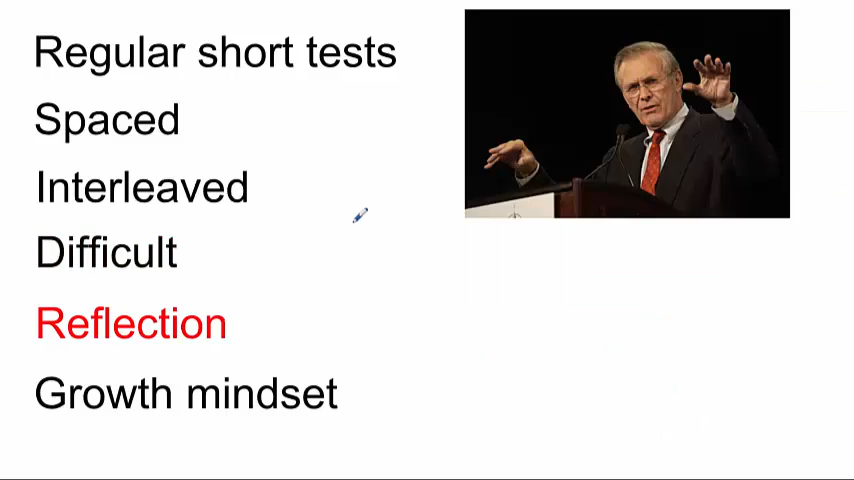 Regular short tests
Spaced
Interleaved
Difficult
Reflection
Growth mindset